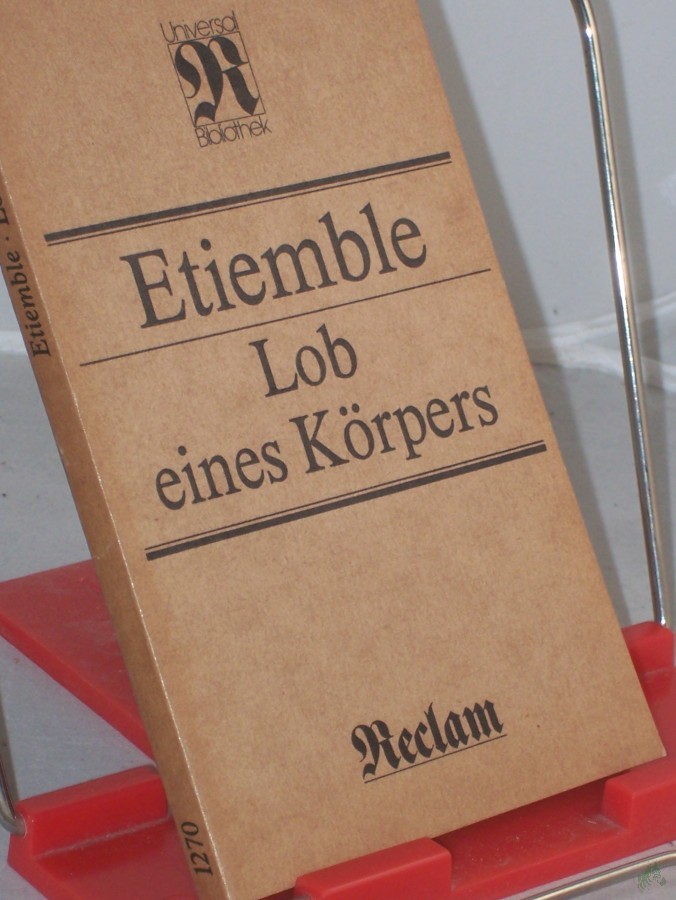 Universal
R
Bibliothek
Etiemble
Lob
eines Körpers
Reclam
Etiemble ·
1270